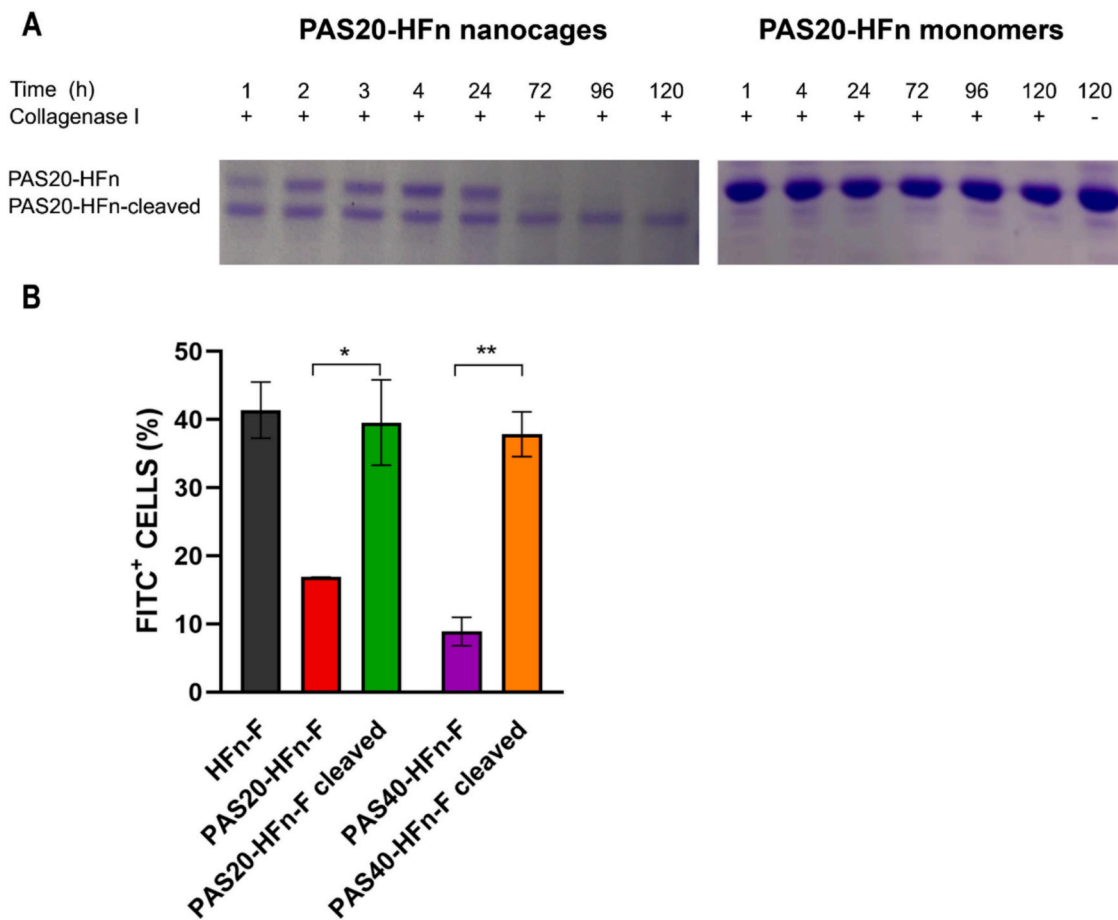 A
PAS20-HFn nanocages PAS20-HFn monomers
Time (h) 1 2 3 4 24 72 96 120 1 4 24 72 96 120 120
Collagenase I + + + + + + + + + + + + + + -
PAS20-HFn
PAS20-HFn-cleaved
B
* **
50
40
30
20
10
0
FITC⁺ CELLS (%)
HFn-F
PAS20-HFn-F
PAS20-HFn-F cleaved
PAS40-HFn-F
PAS40-HFn-F cleaved